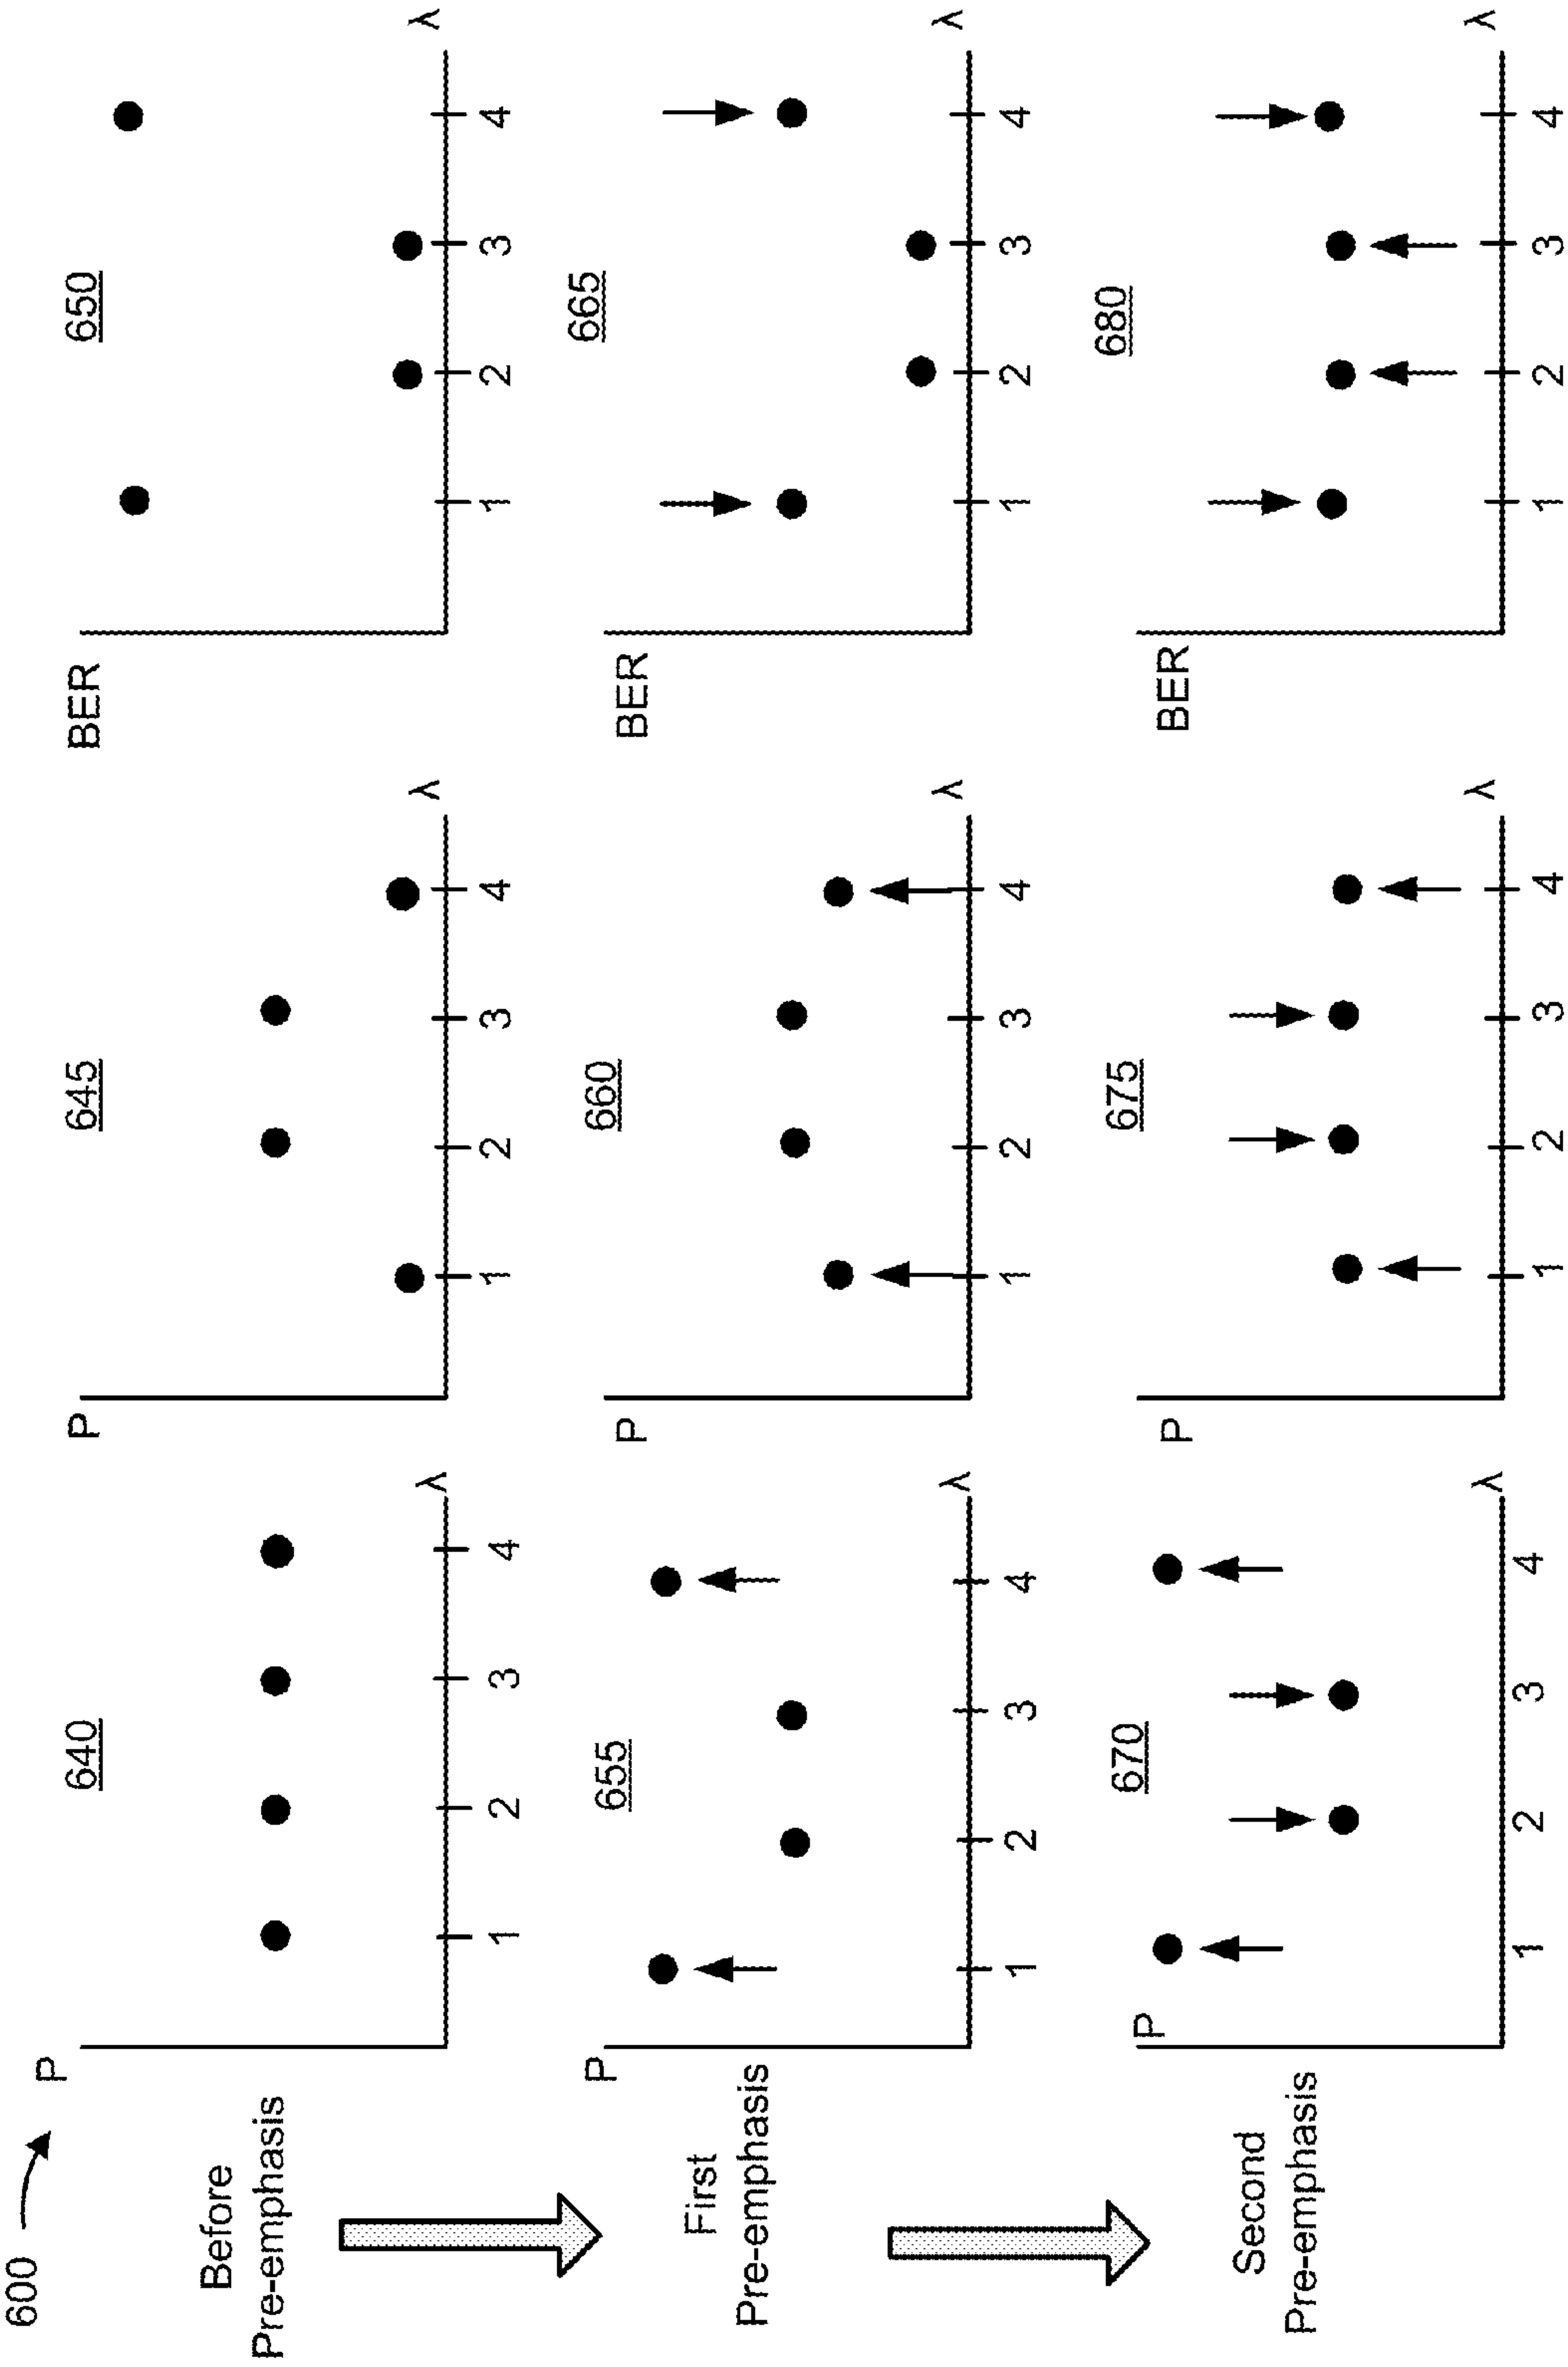 600
Before
Pre-emphasis
P
640
1 2 3 4
λ
P
645
1 2 3 4
λ
BER
650
1 2 3 4
λ
First
Pre-emphasis
P
655
1 2 3 4
λ
P
660
1 2 3 4
λ
BER
665
1 2 3 4
λ
Second
Pre-emphasis
P
670
1 2 3 4
λ
P
675
1 2 3 4
λ
BER
680
1 2 3 4
λ